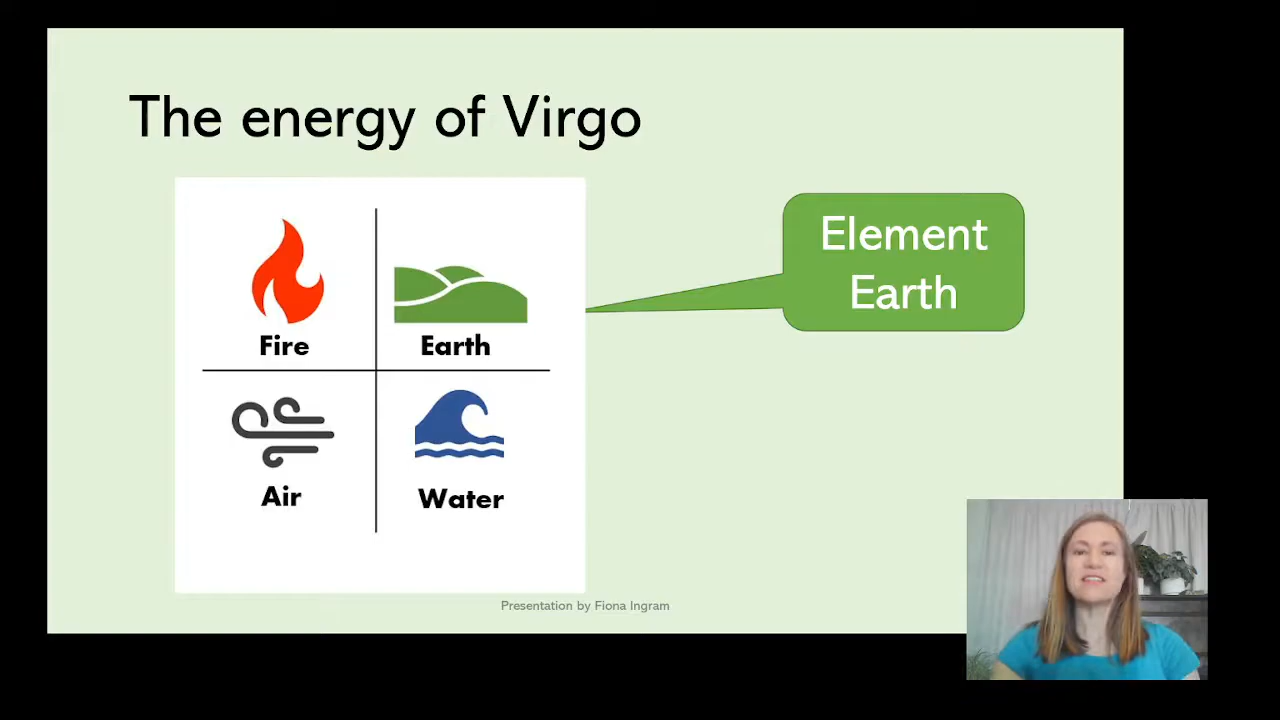 The energy of Virgo
Element
Earth
Fire
Earth
Air
Water
Presentation by Fiona Ingram